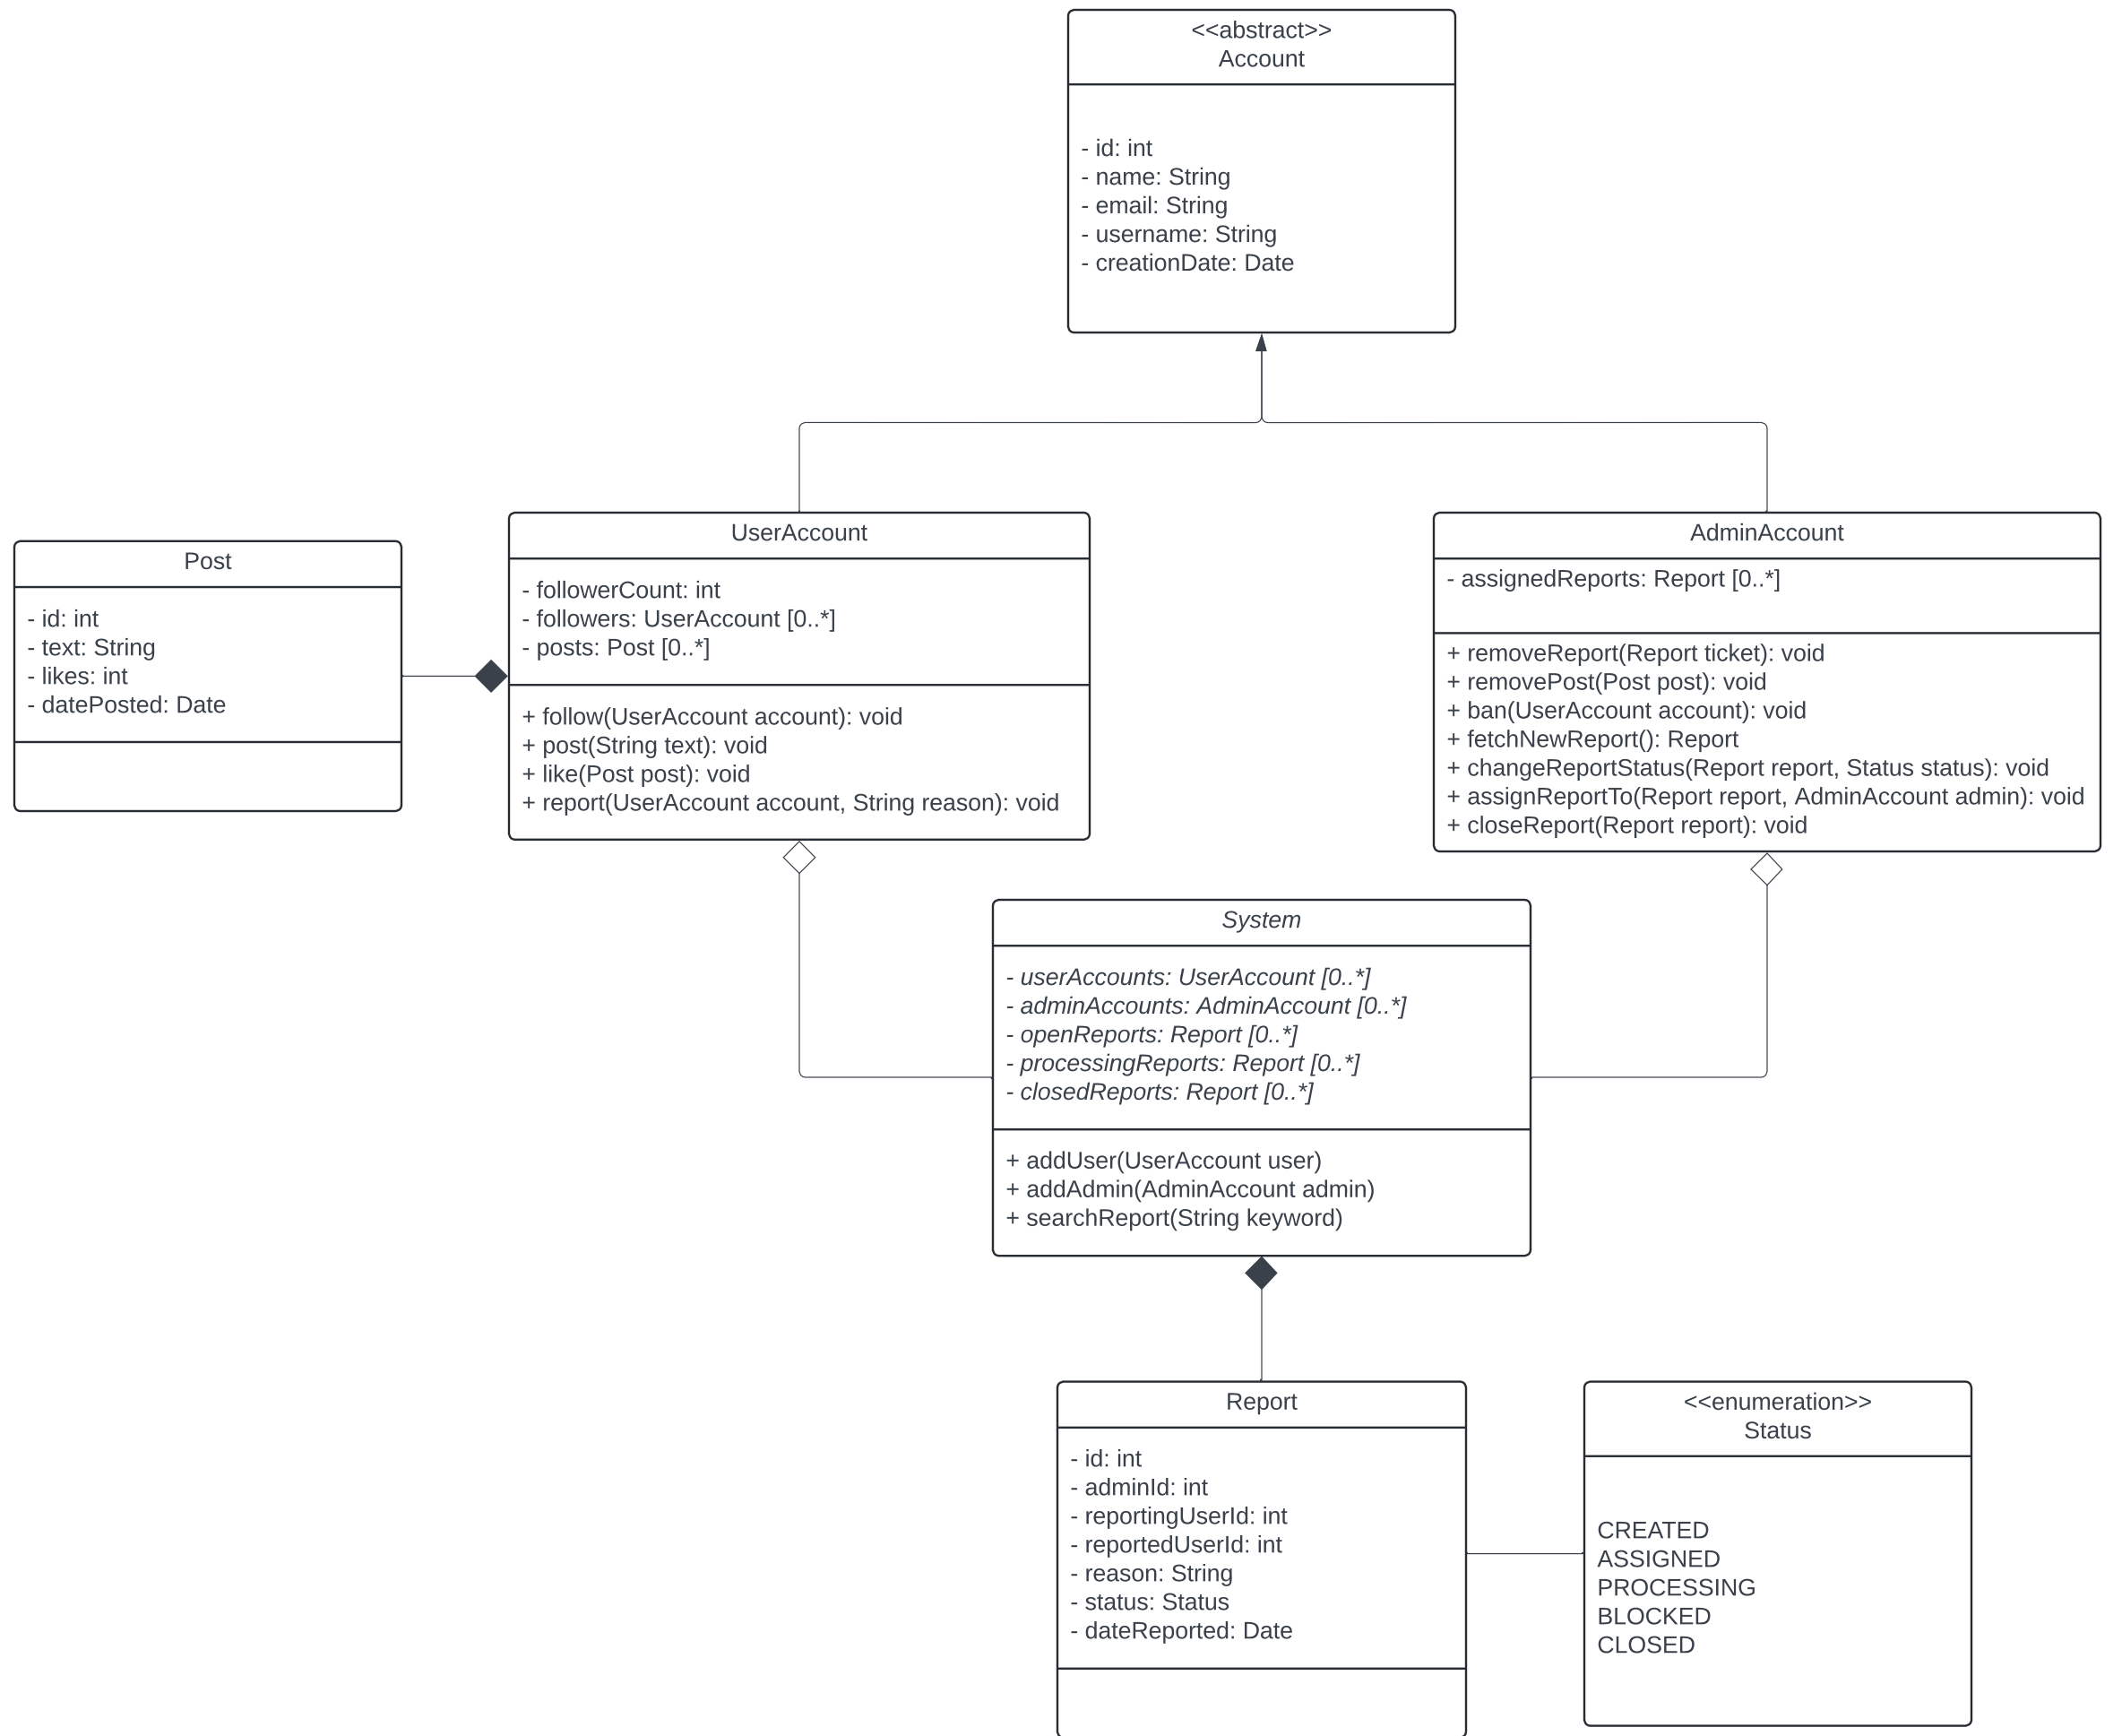 <<abstract>>
Account
- id: int
- name: String
- email: String
- username: String
- creationDate: Date
Post
- id: int
- text: String
- likes: int
- datePosted: Date
UserAccount
- followerCount: int
- followers: UserAccount [0..*]
- posts: Post [0..*]
+ follow(UserAccount account): void
+ post(String text): void
+ like(Post post): void
+ report(UserAccount account, String reason): void
AdminAccount
- assignedReports: Report [0..*]
+ removeReport(Report ticket): void
+ removePost(Post post): void
+ ban(UserAccount account): void
+ fetchNewReport(): Report
+ changeReportStatus(Report report, Status status): void
+ assignReportTo(Report report, AdminAccount admin): void
+ closeReport(Report report): void
System
- userAccounts: UserAccount [0..*]
- adminAccounts: AdminAccount [0..*]
- openReports: Report [0..*]
- processingReports: Report [0..*]
- closedReports: Report [0..*]
+ addUser(UserAccount user)
+ addAdmin(AdminAccount admin)
+ searchReport(String keyword)
Report
- id: int
- adminId: int
- reportingUserId: int
- reportedUserId: int
- reason: String
- status: Status
- dateReported: Date
<<enumeration>>
Status
CREATED
ASSIGNED
PROCESSING
BLOCKED
CLOSED